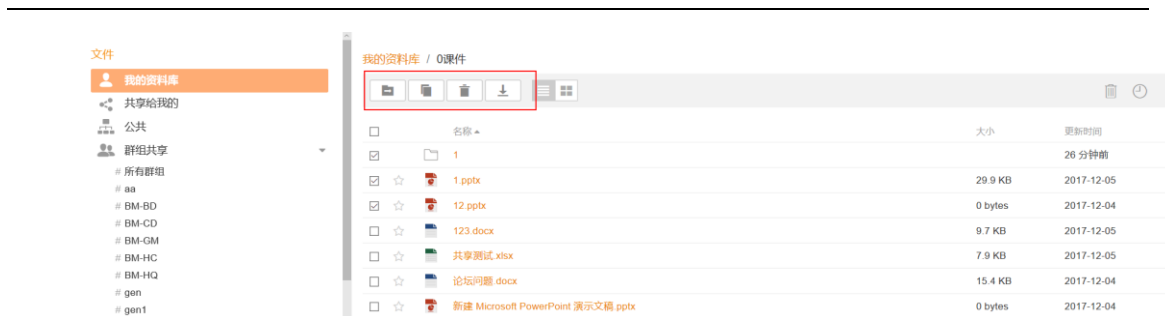 文件
我的资料库
共享给我的
公共
群组共享
# 所有群组
# aa
# BM-BD
# BM-CD
# BM-GM
# BM-HC
# BM-HQ
# gen
# gen1
我的资料库 / 0课件
名称 大小 更新时间
1 26 分钟前
1.pptx 29.9 KB 2017-12-05
12.pptx 0 bytes 2017-12-04
123.docx 9.7 KB 2017-12-05
共享测试.xlsx 7.9 KB 2017-12-05
论坛问题.docx 15.4 KB 2017-12-04
新建 Microsoft PowerPoint 演示文稿.pptx 0 bytes 2017-12-04